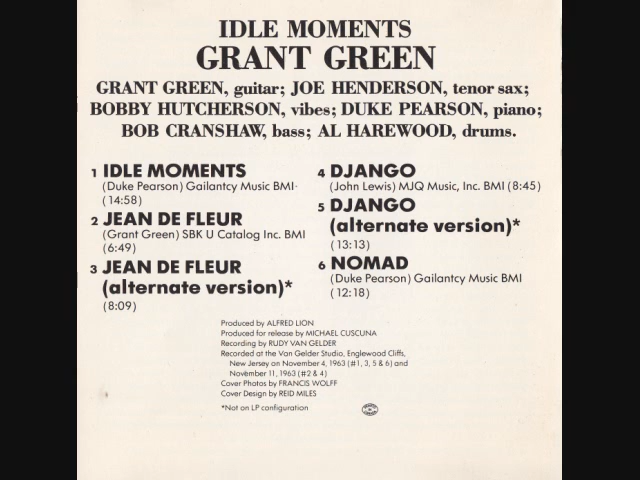 IDLE MOMENTS
GRANT GREEN
GRANT GREEN, guitar; JOE HENDERSON, tenor sax;
BOBBY HUTCHERSON, vibes; DUKE PEARSON, piano;
BOB CRANSHAW, bass; AL HAREWOOD, drums.
1 IDLE MOMENTS
(Duke Pearson) Gailantcy Music BMI
(14:58)
2 JEAN DE FLEUR
(Grant Green) SBK U Catalog Inc. BMI
(6:49)
3 JEAN DE FLEUR
(alternate version)*
(8:09)
4 DJANGO
(John Lewis) MJQ Music, Inc. BMI (8:45)
5 DJANGO
(alternate version)*
(13:13)
6 NOMAD
(Duke Pearson) Gailantcy Music BMI
(12:18)
Produced by ALFRED LION
Produced for release by MICHAEL CUSCUNA
Recording by RUDY VAN GELDER
Recorded at the Van Gelder Studio, Englewood Cliffs,
New Jersey on November 4, 1963 (#1, 3, 5 & 6) and
November 11, 1963 (#2 & 4)
Cover Photos by FRANCIS WOLFF
Cover Design by REID MILES
*Not on LP configuration